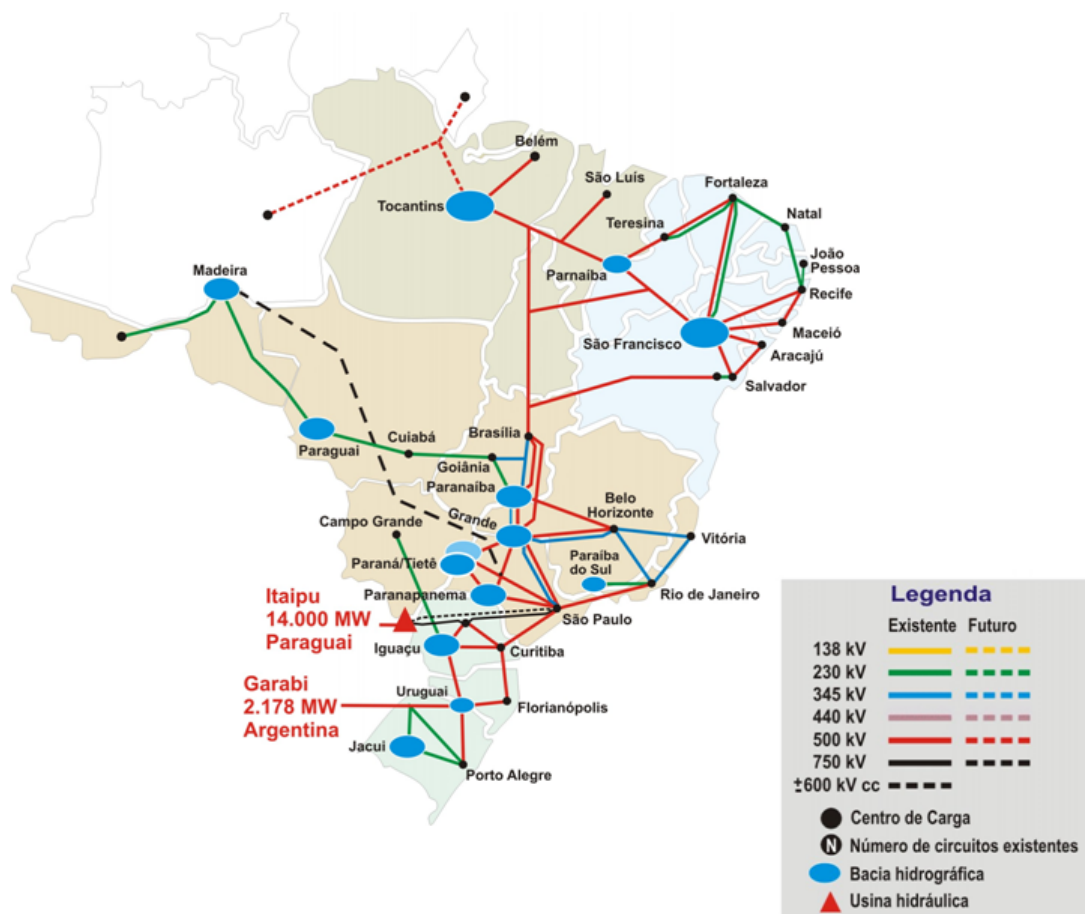 Belém
São Luís
Fortaleza
Tocantins
Teresina
Natal
João
Pessoa
Madeira
Parnaíba
Recife
São Francisco
Maceió
Aracajú
Salvador
Brasília
Cuiabá
Paraguai
Goiânia
Paranaíba
Belo
Horizonte
Grande
Campo Grande
Vitória
Paraíba
do Sul
Paraná/Tietê
Itaipu
14.000 MW
Paraguai
Paranapanema
Rio de Janeiro
São Paulo
Iguaçu
Curitiba
Garabi
2.178 MW
Argentina
Uruguai
Florianópolis
Jacui
Porto Alegre
Legenda
Existente Futuro
138 kV
230 kV
345 kV
440 kV
500 kV
750 kV
±600 kV cc
Centro de Carga
N Número de circuitos existentes
Bacia hidrográfica
Usina hidráulica